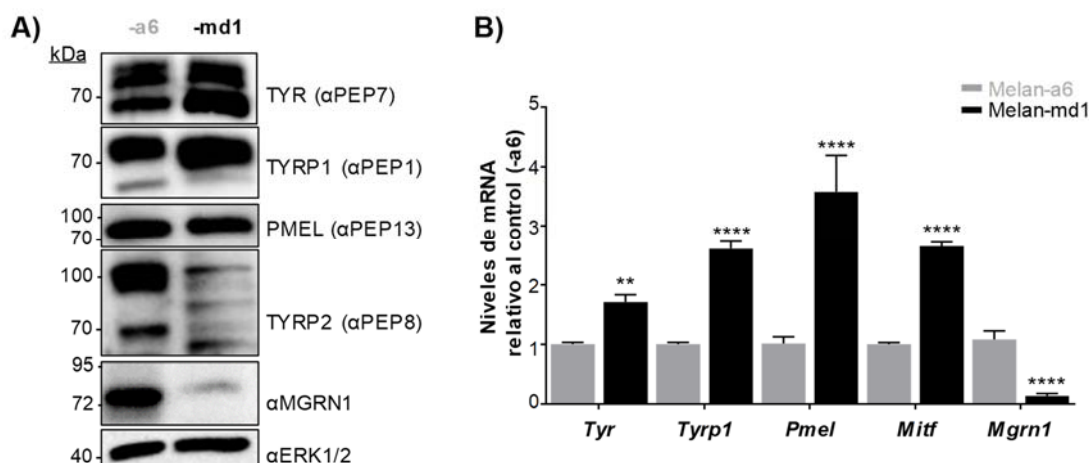 A)
-a6 -md1
kDa
70
TYR (αPEP7)
70
TYRP1 (αPEP1)
100
70
PMEL (αPEP13)
100
70
TYRP2 (αPEP8)
95
72
αMGRN1
40
αERK1/2
B)
Melan-a6
Melan-md1
Niveles de mRNA
relativo al control (-a6)
5
4
3
2
1
0
**
****
****
****
****
Tyr Tyrp1 Pmel Mitf Mgrn1